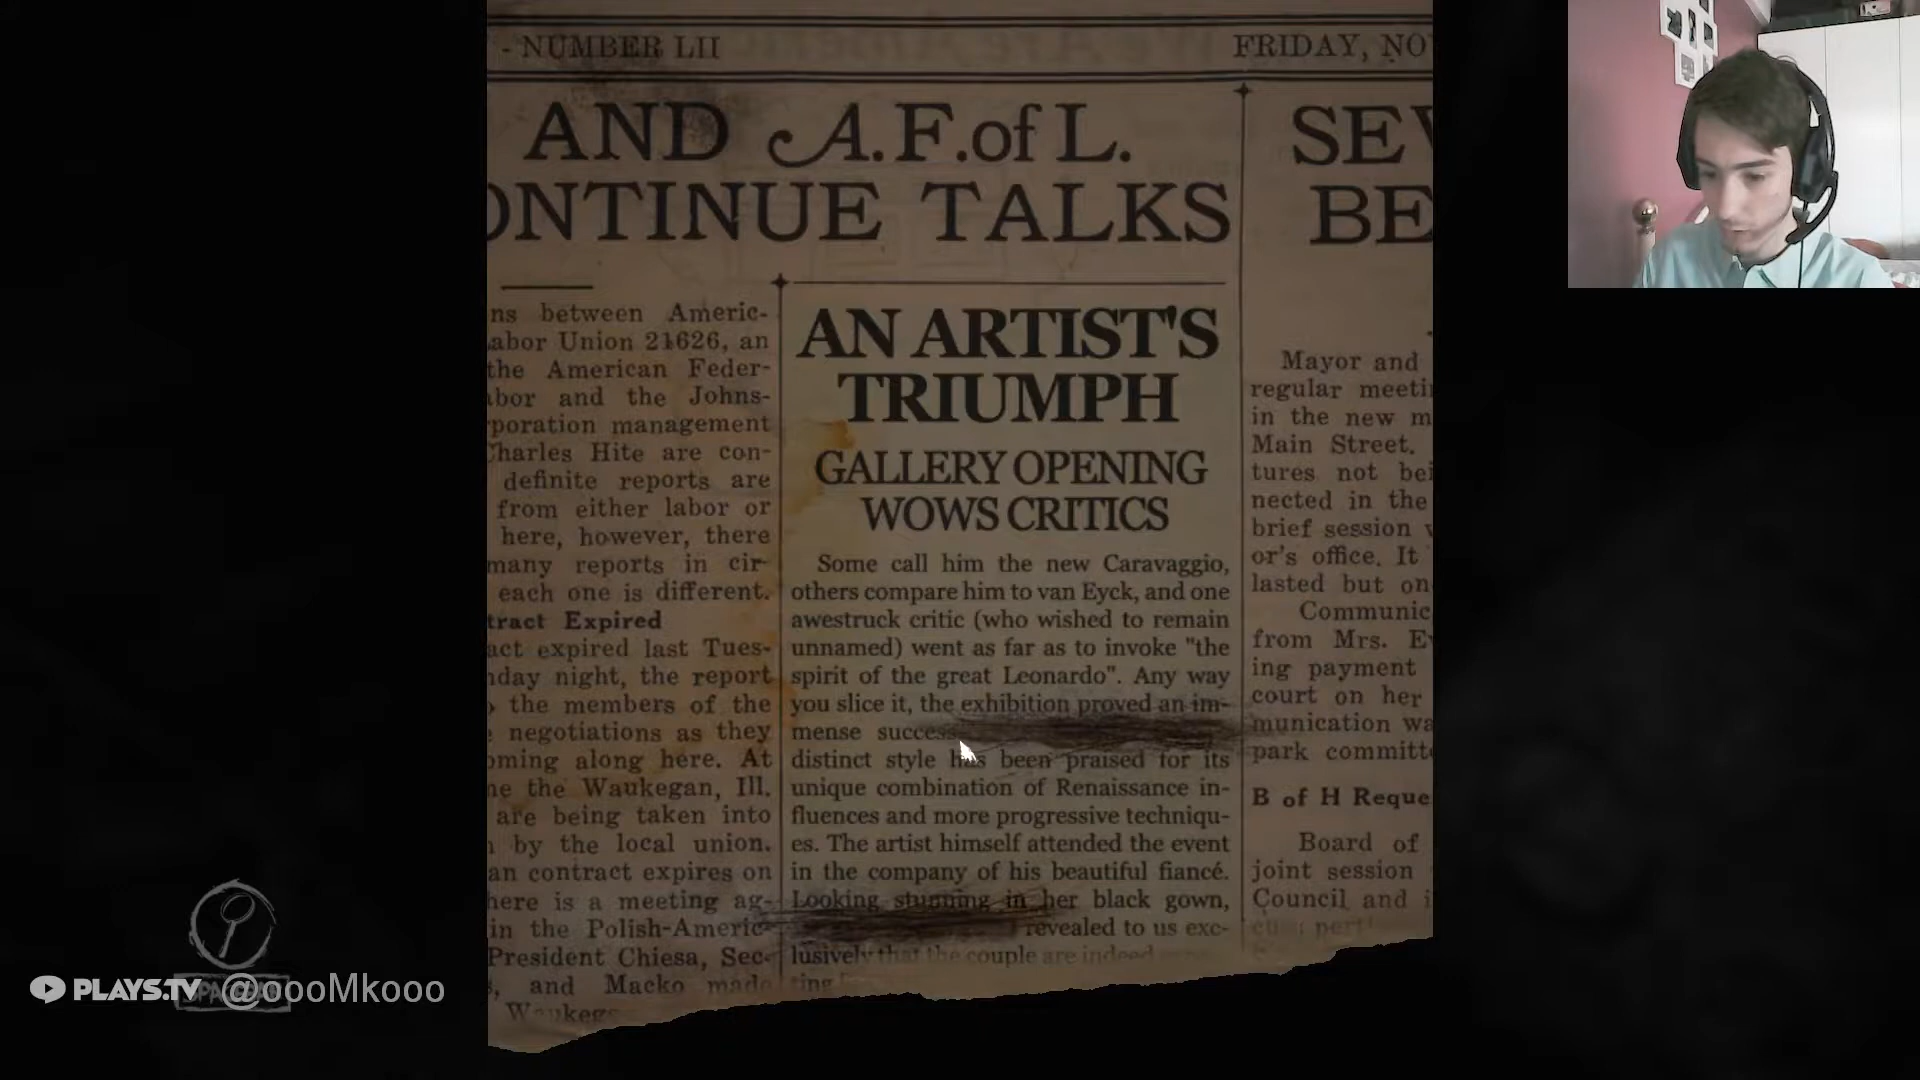 - NUMBER LII
FRIDAY, NO
AND A.F.of L.
ONTINUE TALKS
SE
BE
ns between Americ-
abor Union 21626, an
the American Feder-
bor and the Johns-
poration management
Charles Hite are con-
definite reports are
from either labor or
here, however, there
many reports in cir-
each one is different.
tract Expired
act expired last Tues-
day night, the report
the members of the
negotiations as they
oming along here. At
the Waukegan, Ill.
are being taken into
by the local union.
an contract expires on
here is a meeting ag-
in the Polish-Americ-
President Chiesa, Sec-
, and Macko made
AN ARTIST'S
TRIUMPH
GALLERY OPENING
WOWS CRITICS
Some call him the new Caravaggio,
others compare him to van Eyck, and one
awestruck critic (who wished to remain
unnamed) went as far as to invoke "the
spirit of the great Leonardo". Any way
you slice it, the exhibition proved an im-
mense success
distinct style has been praised for its
unique combination of Renaissance in-
fluences and more progressive techniqu-
es. The artist himself attended the event
in the company of his beautiful fiancé.
Looking stunning in her black gown,
revealed to us exc-
lusively that the couple are indeed
ting
Mayor and
regular meeti
in the new m
Main Street.
tures not bei
nected in the
brief session
or's office. It
lasted but on
Communic
from Mrs. E
ing payment
court on her
munication wa
park committe
B of H Reque
Board of
joint session
Council and i
PLAYS.TV @oooMkooo